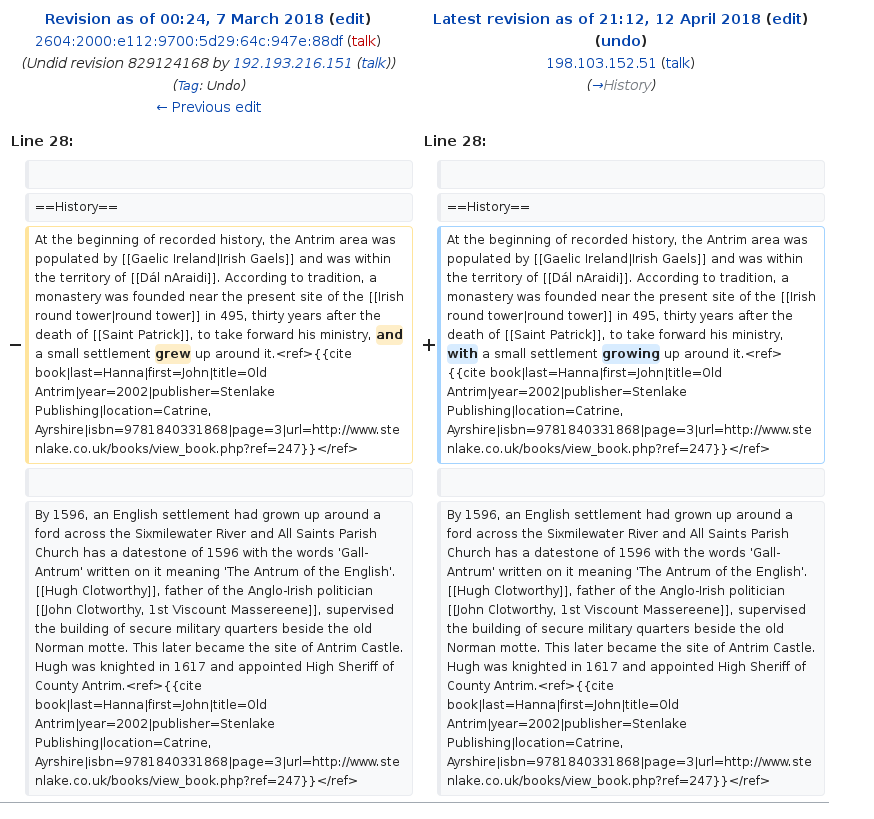 Revision as of 00:24, 7 March 2018 (edit)
2604:2000:e112:9700:5d29:64c:947e:88df (talk)
(Undid revision 829124168 by 192.193.216.151 (talk))
(Tag: Undo)
← Previous edit
Latest revision as of 21:12, 12 April 2018 (edit)
(undo)
198.103.152.51 (talk)
(→History)
Line 28:
Line 28:
==History==
==History==
−
At the beginning of recorded history, the Antrim area was
populated by [[Gaelic Ireland|Irish Gaels]] and was within
the territory of [[Dál nAraidi]]. According to tradition, a
monastery was founded near the present site of the [[Irish
round tower|round tower]] in 495, thirty years after the
death of [[Saint Patrick]], to take forward his ministry, and
a small settlement grew up around it.<ref>{{cite
book|last=Hanna|first=John|title=Old
Antrim|year=2002|publisher=Stenlake
Publishing|location=Catrine,
Ayrshire|isbn=9781840331868|page=3|url=http://www.ste
nlake.co.uk/books/view_book.php?ref=247}}</ref>
+
At the beginning of recorded history, the Antrim area was
populated by [[Gaelic Ireland|Irish Gaels]] and was within
the territory of [[Dál nAraidi]]. According to tradition, a
monastery was founded near the present site of the [[Irish
round tower|round tower]] in 495, thirty years after the
death of [[Saint Patrick]], to take forward his ministry,
with a small settlement growing up around it.<ref>
{{cite book|last=Hanna|first=John|title=Old
Antrim|year=2002|publisher=Stenlake
Publishing|location=Catrine,
Ayrshire|isbn=9781840331868|page=3|url=http://www.ste
nlake.co.uk/books/view_book.php?ref=247}}</ref>
By 1596, an English settlement had grown up around a
ford across the Sixmilewater River and All Saints Parish
Church has a datestone of 1596 with the words 'Gall-
Antrum' written on it meaning 'The Antrum of the English'.
[[Hugh Clotworthy]], father of the Anglo-Irish politician
[[John Clotworthy, 1st Viscount Massereene]], supervised
the building of secure military quarters beside the old
Norman motte. This later became the site of Antrim Castle.
Hugh was knighted in 1617 and appointed High Sheriff of
County Antrim.<ref>{{cite
book|last=Hanna|first=John|title=Old
Antrim|year=2002|publisher=Stenlake
Publishing|location=Catrine,
Ayrshire|isbn=9781840331868|page=3|url=http://www.ste
nlake.co.uk/books/view_book.php?ref=247}}</ref>
By 1596, an English settlement had grown up around a
ford across the Sixmilewater River and All Saints Parish
Church has a datestone of 1596 with the words 'Gall-
Antrum' written on it meaning 'The Antrum of the English'.
[[Hugh Clotworthy]], father of the Anglo-Irish politician
[[John Clotworthy, 1st Viscount Massereene]], supervised
the building of secure military quarters beside the old
Norman motte. This later became the site of Antrim Castle.
Hugh was knighted in 1617 and appointed High Sheriff of
County Antrim.<ref>{{cite
book|last=Hanna|first=John|title=Old
Antrim|year=2002|publisher=Stenlake
Publishing|location=Catrine,
Ayrshire|isbn=9781840331868|page=3|url=http://www.ste
nlake.co.uk/books/view_book.php?ref=247}}</ref>